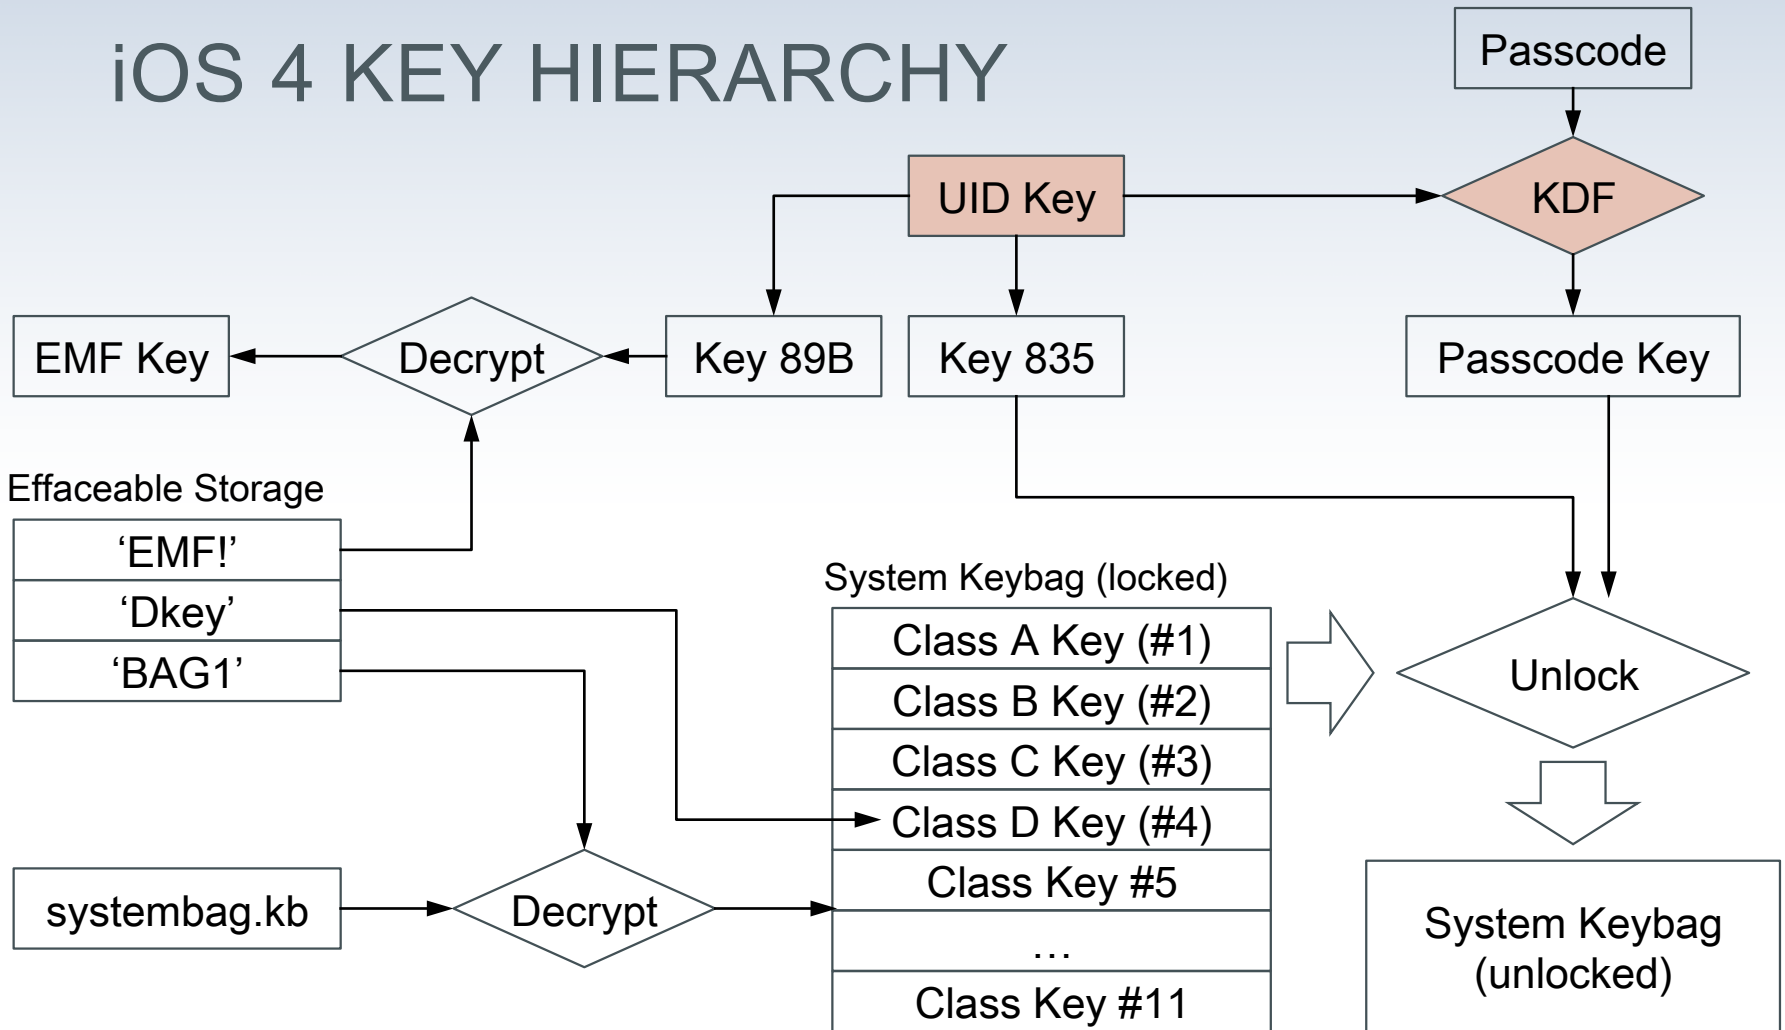 iOS 4 KEY HIERARCHY
Passcode
UID Key
KDF
EMF Key
Decrypt
Key 89B
Key 835
Passcode Key
Effaceable Storage
‘EMF!’
‘Dkey’
‘BAG1’
System Keybag (locked)
Class A Key (#1)
Class B Key (#2)
Class C Key (#3)
Class D Key (#4)
Class Key #5
…
Class Key #11
Unlock
systembag.kb
Decrypt
System Keybag
(unlocked)